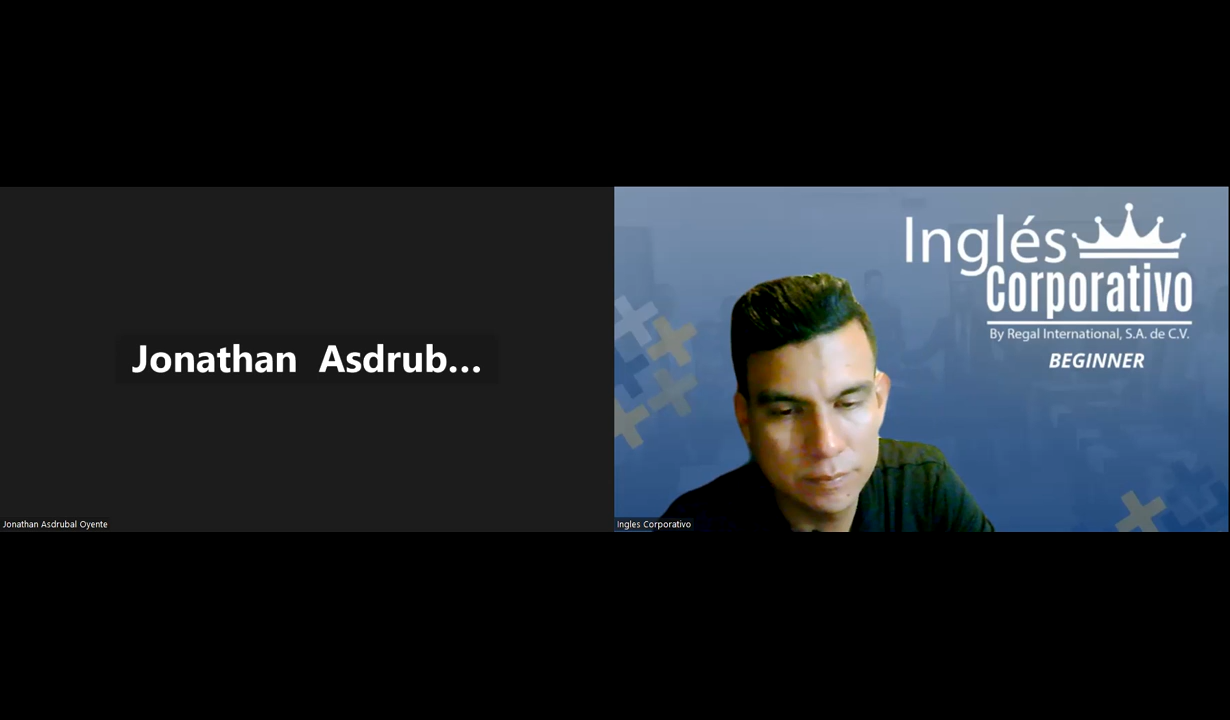 Jonathan Asdrub...
Jonathan Asdrubal Oyente
Inglés
Corporativo
By Regal International, S.A. de C.V.
BEGINNER
Ingles Corporativo